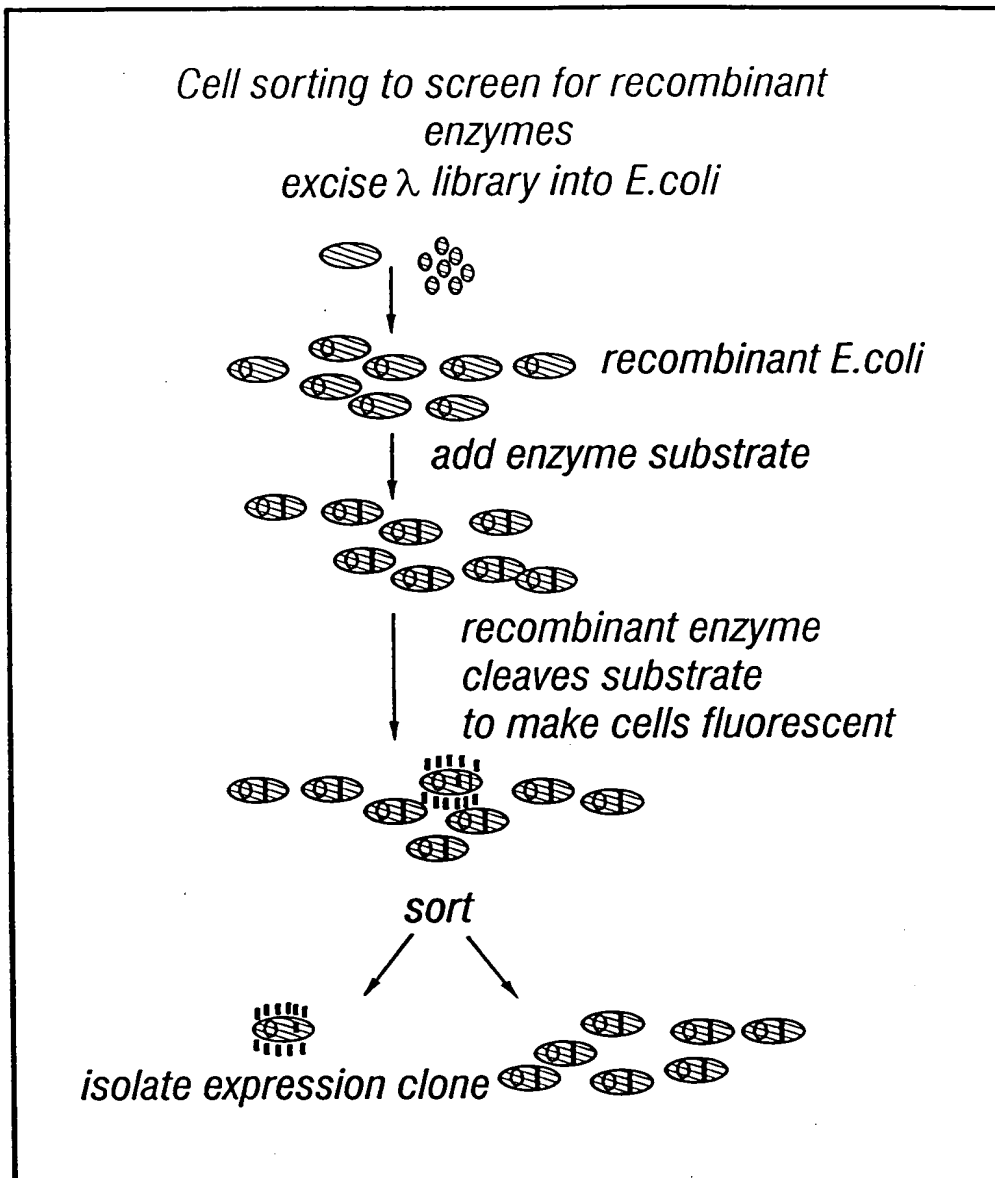 Cell sorting to screen for recombinant
enzymes
excise λ library into E.coli
recombinant E.coli
add enzyme substrate
recombinant enzyme
cleaves substrate
to make cells fluorescent
sort
isolate expression clone